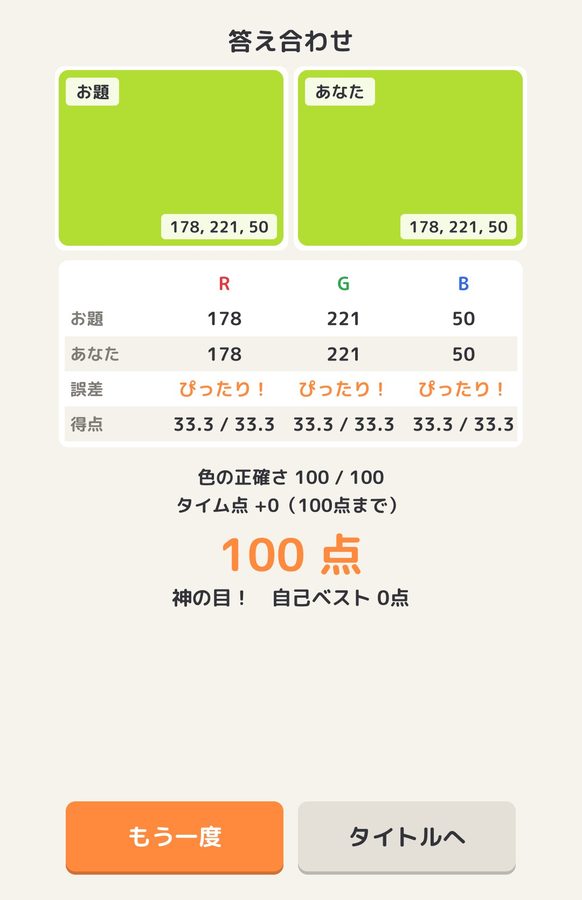 答え合わせ
お題 あなた
178, 221, 50 178, 221, 50
R G B
お題 178 221 50
あなた 178 221 50
誤差 ぴったり！ ぴったり！ ぴったり！
得点 33.3 / 33.3 33.3 / 33.3 33.3 / 33.3
色の正確さ 100 / 100
タイム点 +0（100点まで）
100 点
神の目！　自己ベスト 0点
もう一度 タイトルへ